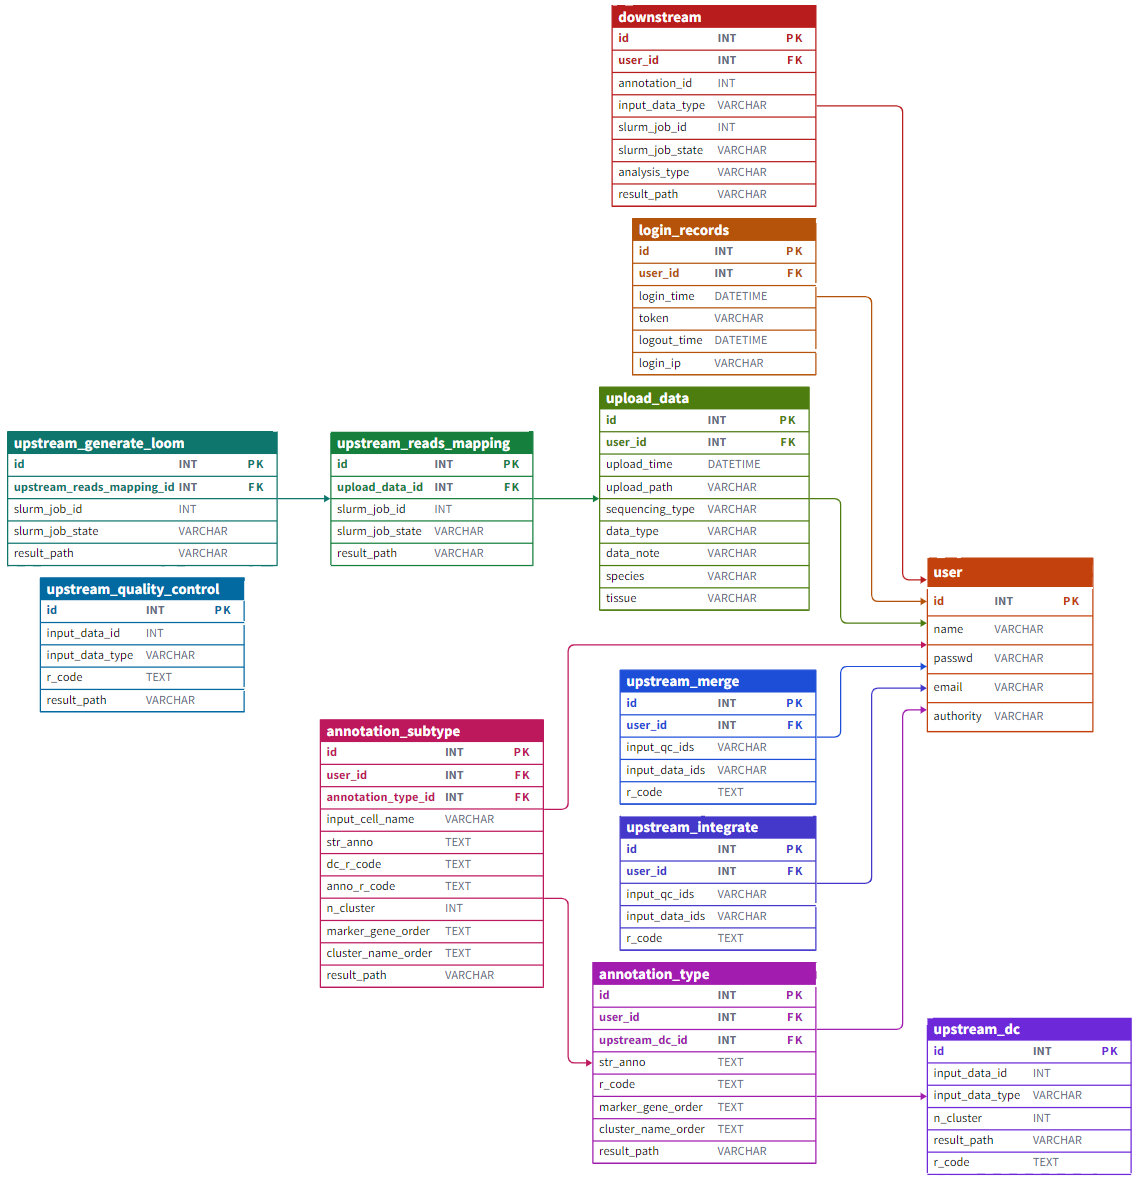 downstream
id INT PK
user_id INT FK
annotation_id INT
input_data_type VARCHAR
slurm_job_id INT
slurm_job_state VARCHAR
analysis_type VARCHAR
result_path VARCHAR
login_records
id INT PK
user_id INT FK
login_time DATETIME
token VARCHAR
logout_time DATETIME
login_ip VARCHAR
upload_data
id INT PK
user_id INT FK
upload_time DATETIME
upload_path VARCHAR
sequencing_type VARCHAR
data_type VARCHAR
data_note VARCHAR
species VARCHAR
tissue VARCHAR
upstream_generate_loom
id INT PK
upstream_reads_mapping_id INT FK
slurm_job_id INT
slurm_job_state VARCHAR
result_path VARCHAR
upstream_reads_mapping
id INT PK
upload_data_id INT FK
slurm_job_id INT
slurm_job_state VARCHAR
result_path VARCHAR
upstream_quality_control
id INT PK
input_data_id INT
input_data_type VARCHAR
r_code TEXT
result_path VARCHAR
user
id INT PK
name VARCHAR
passwd VARCHAR
email VARCHAR
authority VARCHAR
upstream_merge
id INT PK
user_id INT FK
input_qc_ids VARCHAR
input_data_ids VARCHAR
r_code TEXT
annotation_subtype
id INT PK
user_id INT FK
annotation_type_id INT FK
input_cell_name VARCHAR
str_anno TEXT
dc_r_code TEXT
anno_r_code TEXT
n_cluster INT
marker_gene_order TEXT
cluster_name_order TEXT
result_path VARCHAR
upstream_integrate
id INT PK
user_id INT FK
input_qc_ids VARCHAR
input_data_ids VARCHAR
r_code TEXT
annotation_type
id INT PK
user_id INT FK
upstream_dc_id INT FK
str_anno TEXT
r_code TEXT
marker_gene_order TEXT
cluster_name_order TEXT
result_path VARCHAR
upstream_dc
id INT PK
input_data_id INT
input_data_type VARCHAR
n_cluster INT
result_path VARCHAR
r_code TEXT